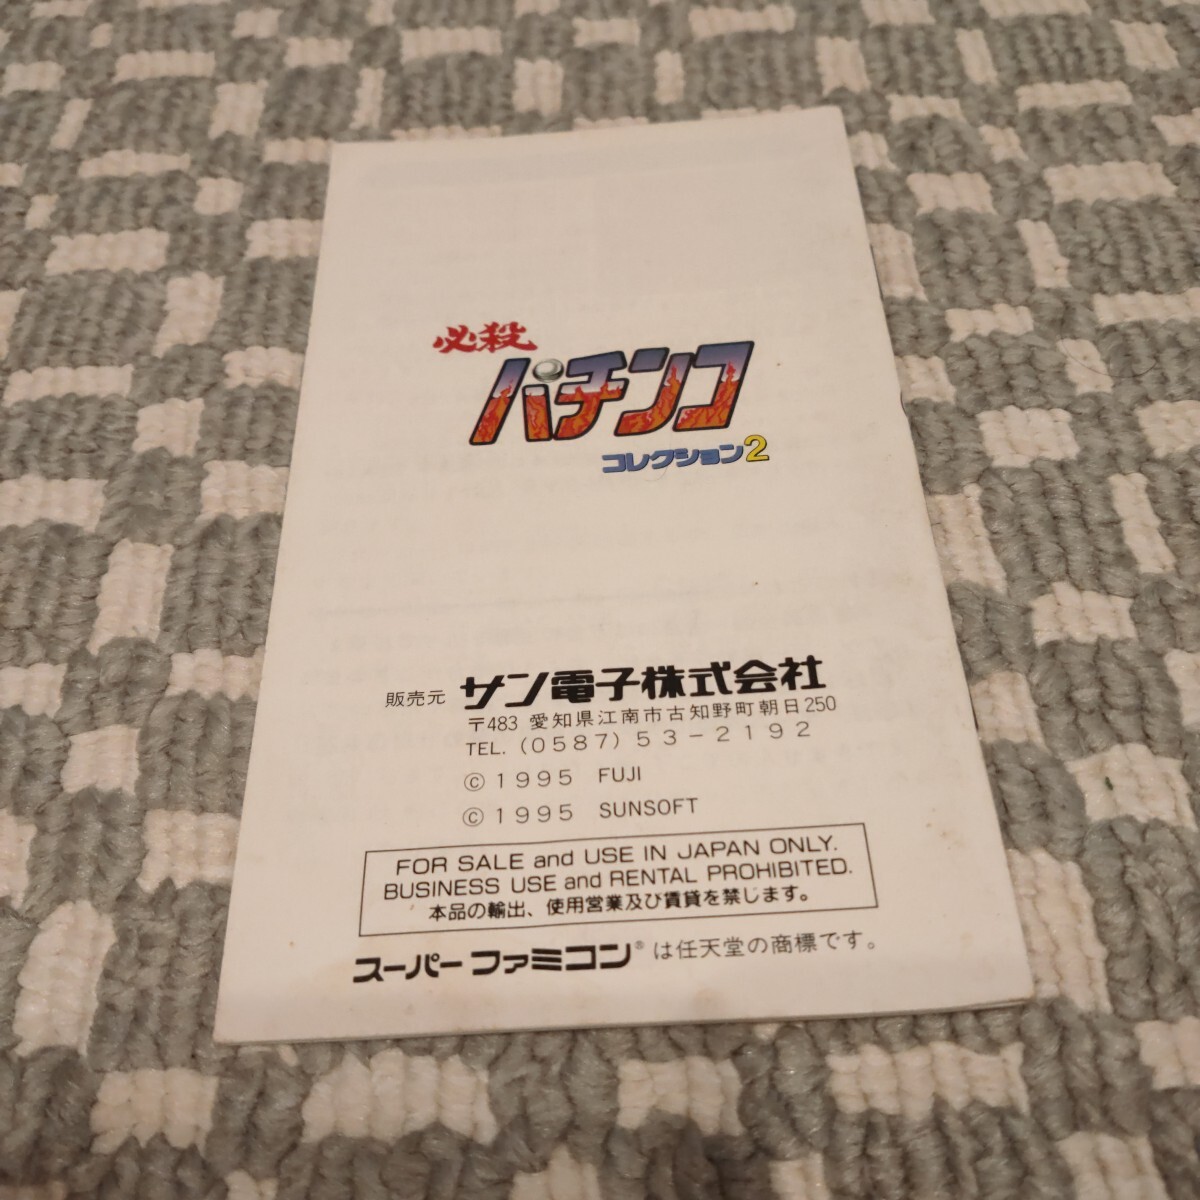 必殺
パチンコ
コレクション2
販売元 サン電子株式会社
〒483 愛知県江南市古知野町朝日250
TEL.(0587)53-2192
© 1995 FUJI
© 1995 SUNSOFT
FOR SALE and USE IN JAPAN ONLY.
BUSINESS USE and RENTAL PROHIBITED.
本品の輸出、使用営業及び賃貸を禁じます。
スーパーファミコン®は任天堂の商標です。